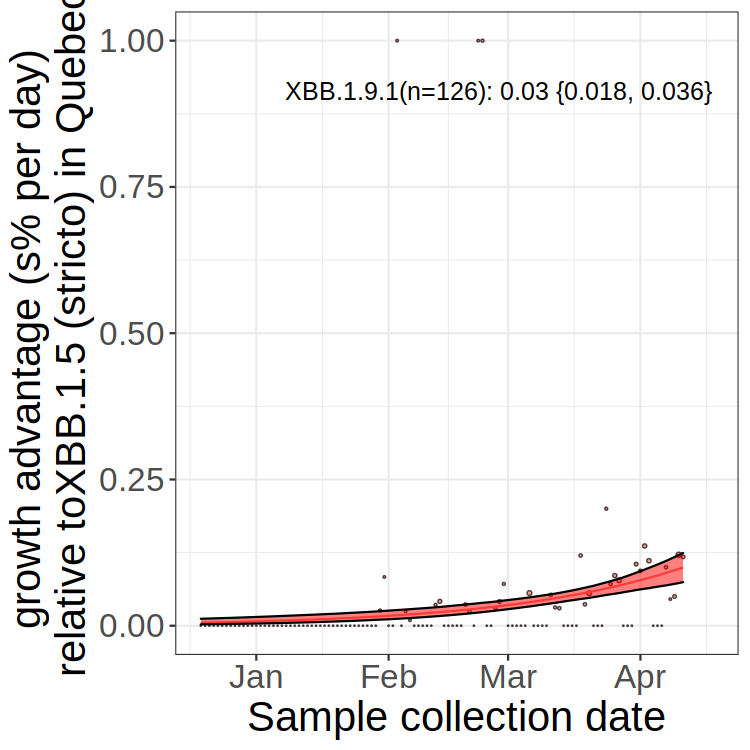 growth advantage (s% per day)
relative toXBB.1.5 (stricto) in Quebec
1.00
0.75
0.50
0.25
0.00
XBB.1.9.1(n=126): 0.03 {0.018, 0.036}
Jan Feb Mar Apr
Sample collection date